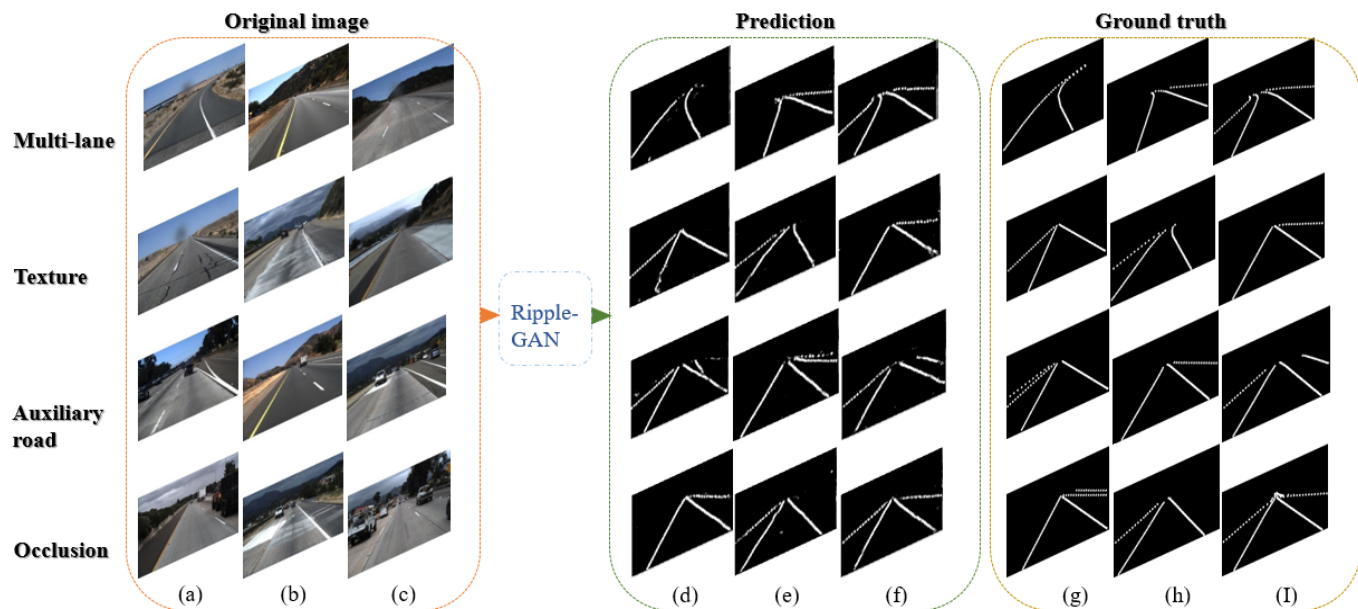 Original image
Prediction
Ground truth
Multi-lane
Texture
Ripple-
GAN
Auxiliary
road
Occlusion
(a)
(b)
(c)
(d)
(e)
(f)
(g)
(h)
(I)